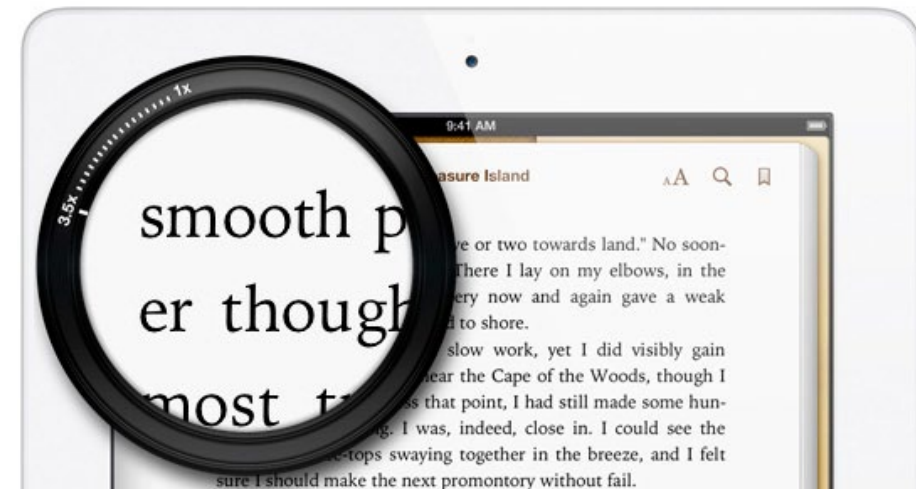 1x
3.5x
9:41 AM
asure Island
AA
smooth p
er though
most t
ve or two towards land." No soon-
There I lay on my elbows, in the
ery now and again gave a weak
d to shore.
slow work, yet I did visibly gain
ear the Cape of the Woods, though I
ss that point, I had still made some hun-
g. I was, indeed, close in. I could see the
-tops swaying together in the breeze, and I felt
sure I should make the next promontory without fail.